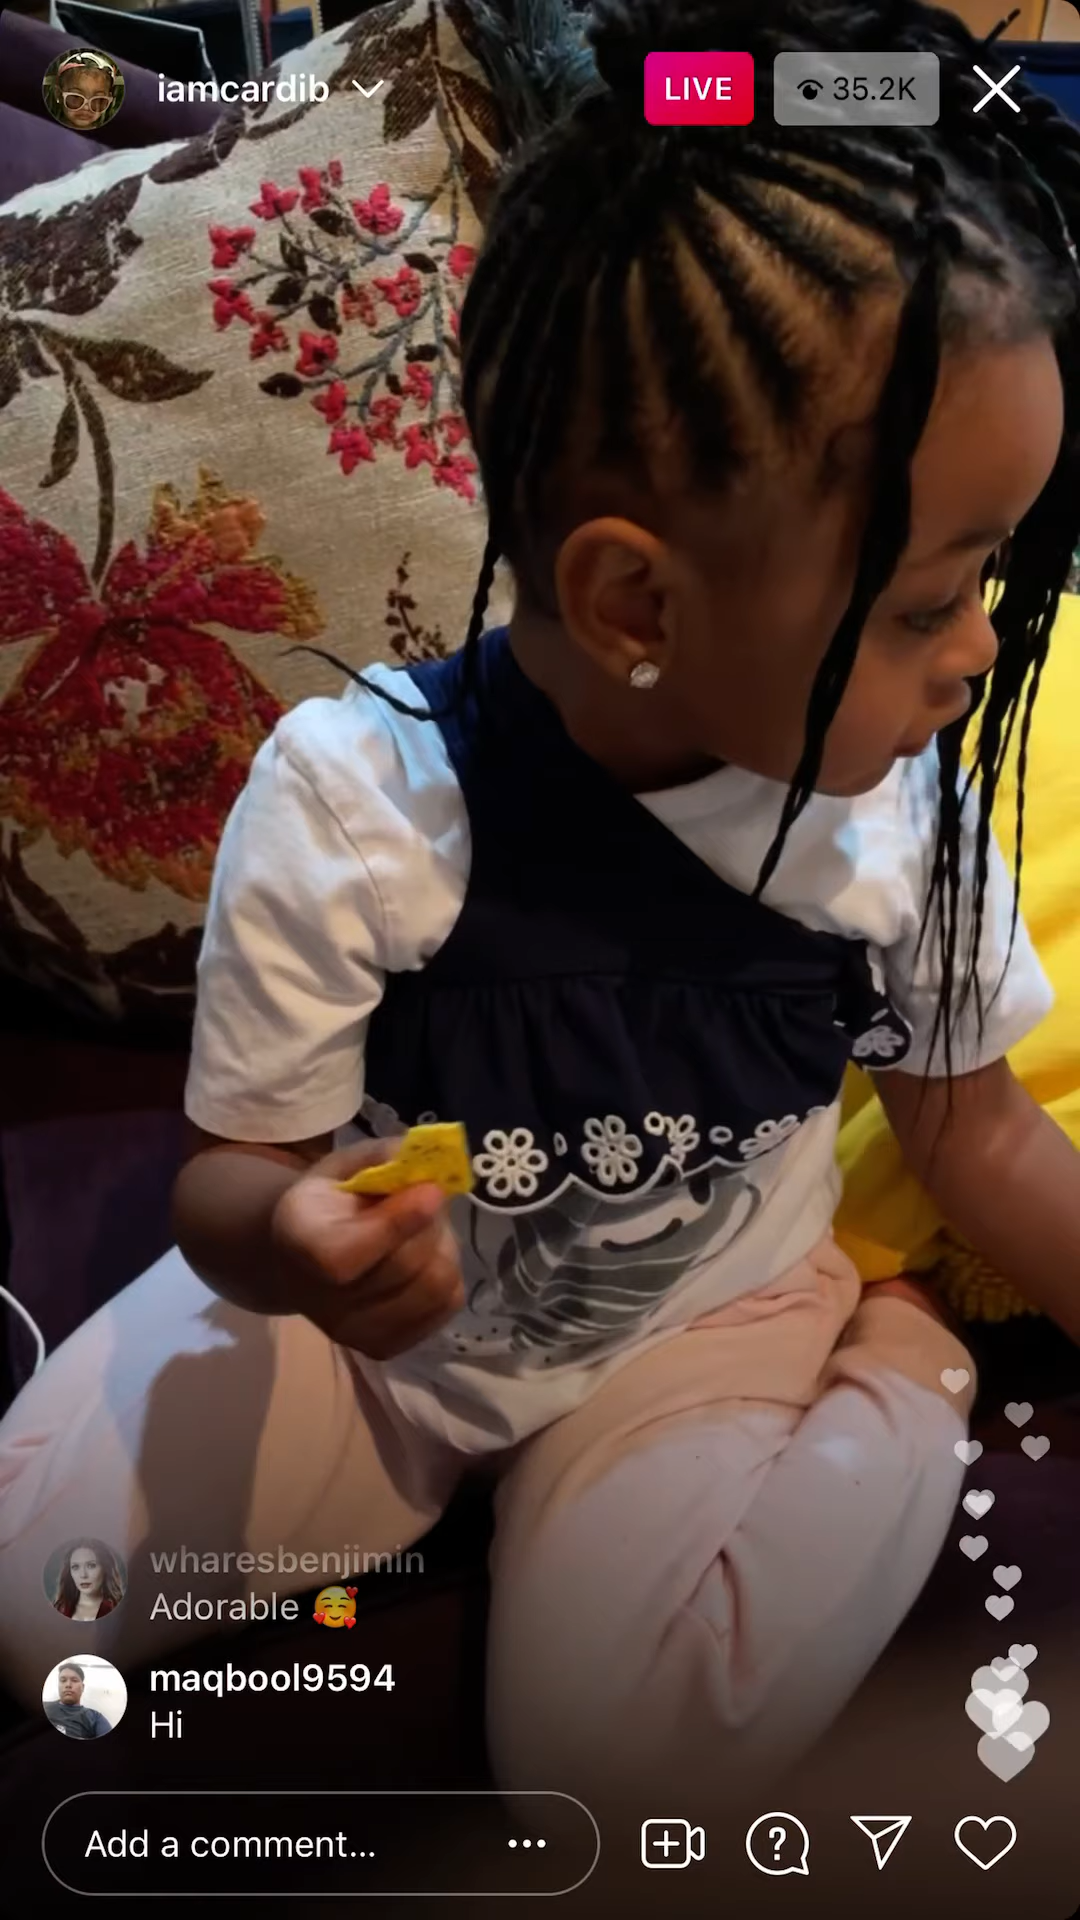 iamcardib
LIVE
35.2K
wharesbenjimin
Adorable 🥰
maqbool9594
Hi
Add a comment...